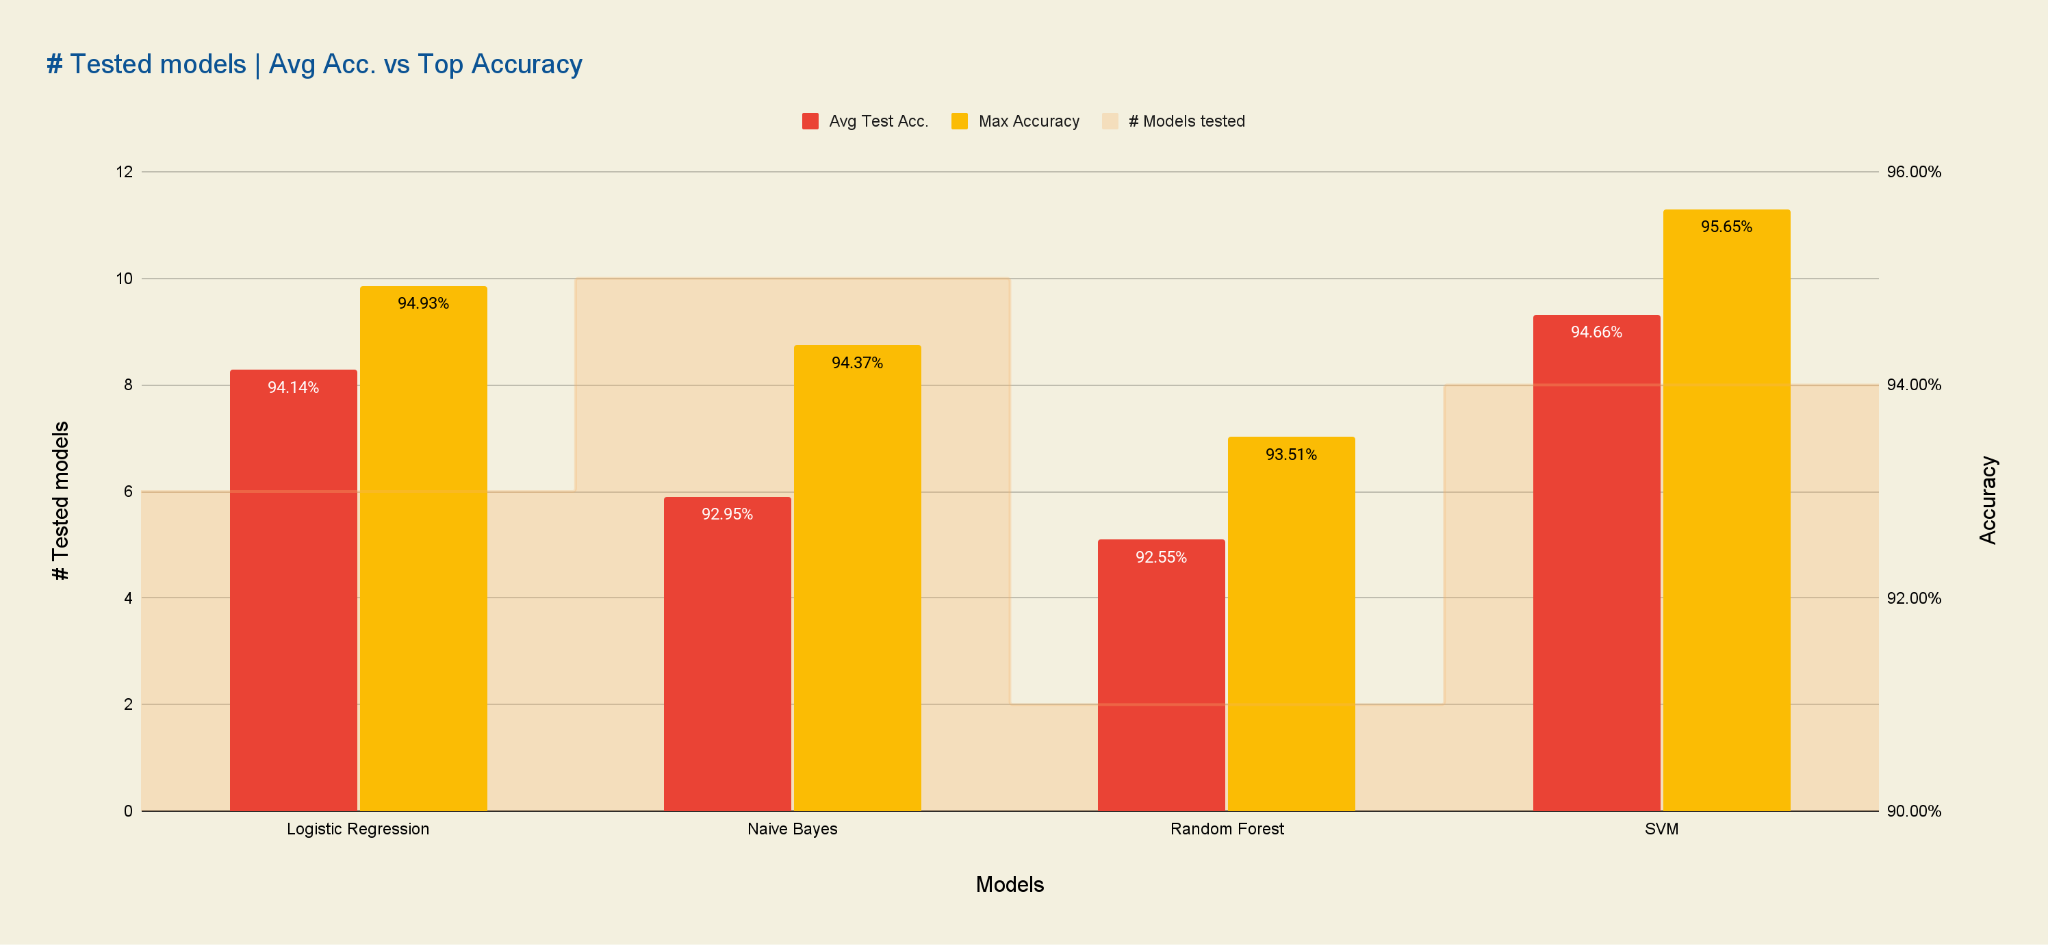 # Tested models | Avg Acc. vs Top Accuracy
Avg Test Acc. Max Accuracy # Models tested
12 96.00%
95.65%
10
94.93%
94.66%
94.37%
94.14%
8 94.00%
93.51%
6
92.95%
92.55%
4 92.00%
2
0 90.00%
# Tested models
Accuracy
Logistic Regression Naive Bayes Random Forest SVM
Models